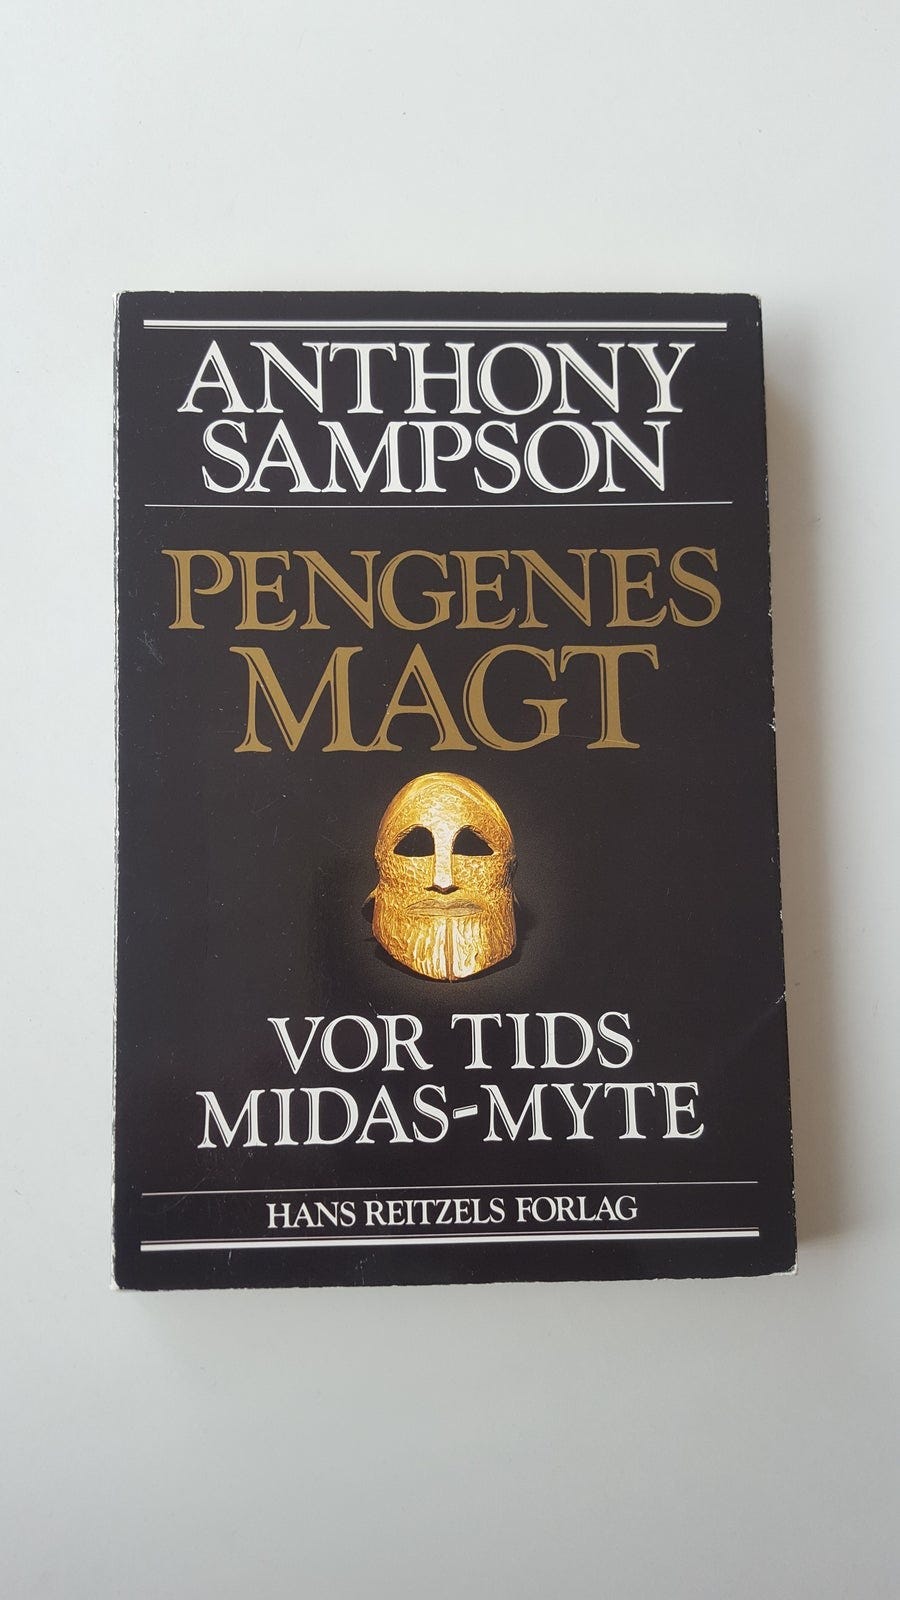 ANTHONY
SAMPSON
PENGENES
MAGT
VOR TIDS
MIDAS-MYTE
HANS REITZELS FORLAG